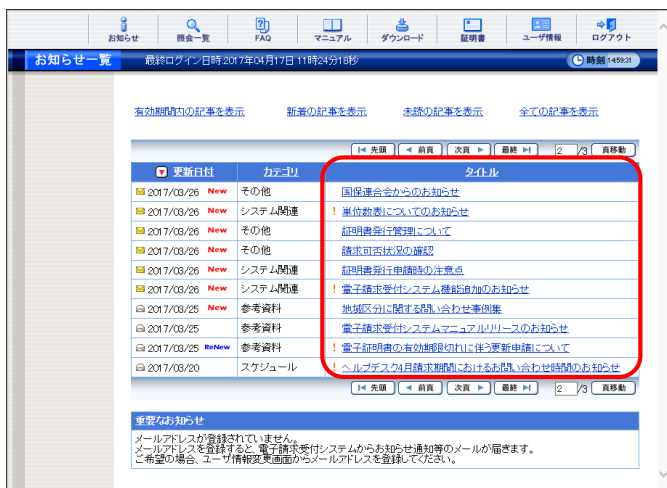 お知らせ 照会一覧 FAQ マニュアル ダウンロード 証明書 ユーザ情報 ログアウト
お知らせ一覧 最終ログイン日時:2017年04月17日 11時24分18秒 時刻 14:59:31
有効期間内の記事を表示 新着の記事を表示 未読の記事を表示 全ての記事を表示
先頭 前頁 次頁 最終 2 /3 頁移動
更新日付 カテゴリ タイトル
2017/03/26 New その他 国保連合会からのお知らせ
2017/03/26 New システム関連 ! 単位数表についてのお知らせ
2017/03/26 New その他 証明書発行管理について
2017/03/26 New その他 請求可否状況の確認
2017/03/26 New システム関連 証明書発行申請時の注意点
2017/03/26 New システム関連 ! 電子請求受付システム機能追加のお知らせ
2017/03/25 New 参考資料 地域区分に関する問い合わせ事例集
2017/03/25 参考資料 電子請求受付システムマニュアルリリースのお知らせ
2017/03/25 ReNew 参考資料 ! 電子証明書の有効期限切れに伴う更新申請について
2017/03/20 スケジュール ! ヘルプデスク4月請求期間におけるお問い合わせ時間のお知らせ
先頭 前頁 次頁 最終 2 /3 頁移動
重要なお知らせ
メールアドレスが登録されていません。
メールアドレスを登録すると、電子請求受付システムからお知らせ通知等のメールが届きます。
ご希望の場合、ユーザ情報変更画面からメールアドレスを登録してください。